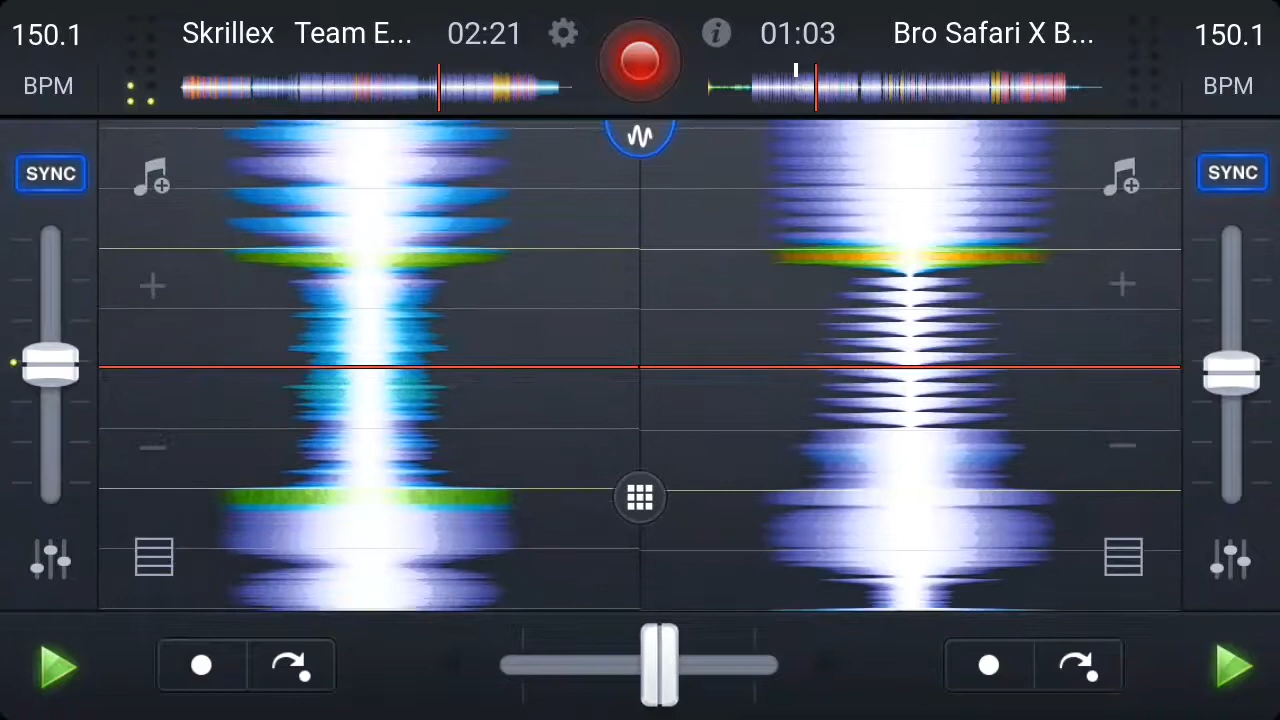 150.1 Skrillex Team E... 02:21 i 01:03 Bro Safari X B... 150.1
BPM BPM
SYNC SYNC